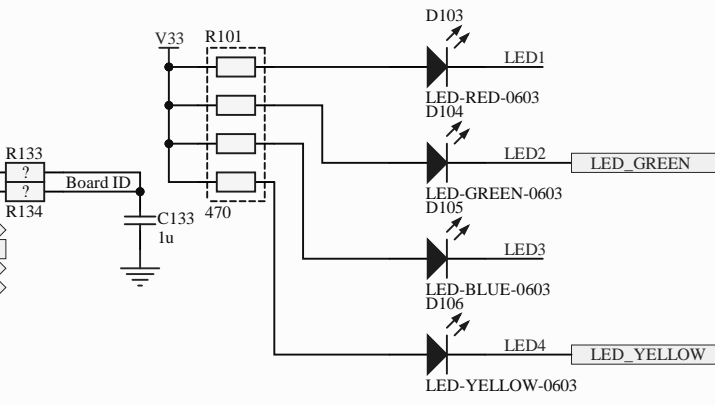 D103
V33
R101
LED1
LED-RED-0603
D104
LED2
LED_GREEN
R133
?
Board ID
?
R134
LED-GREEN-0603
D105
470
C133
1u
LED3
LED-BLUE-0603
D106
LED4
LED_YELLOW
LED-YELLOW-0603